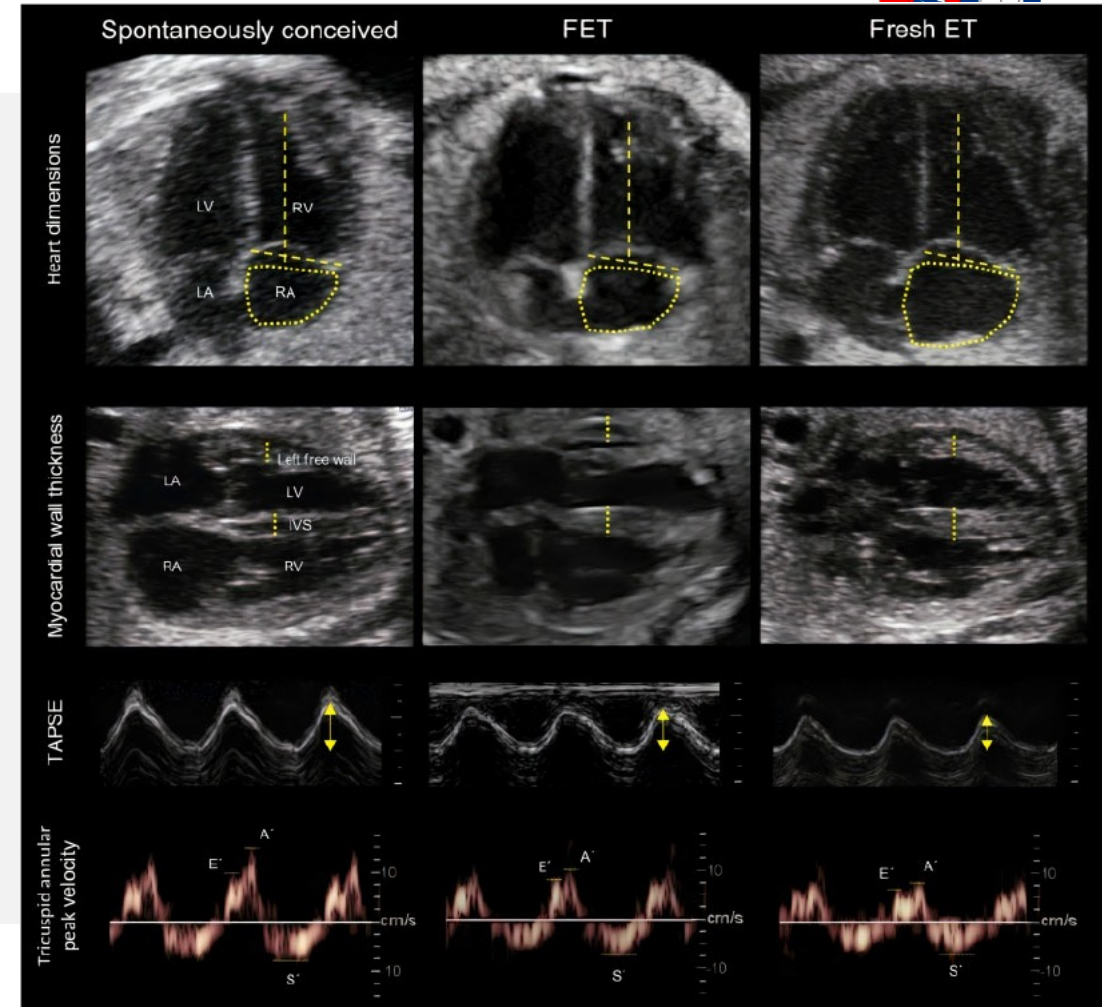 Spontaneously conceived FET Fresh ET
Heart dimensions
LV RV
LA RA
Myocardial wall thickness
Left free wall
LA
LV
IVS
RA RV
TAPSE
Tricuspid annular
peak velocity
A´
E´
10
cm/s
10
S´
A´
E´
10
cm/s
-10
S´
A´
E´
10
cm/s
-10
S´